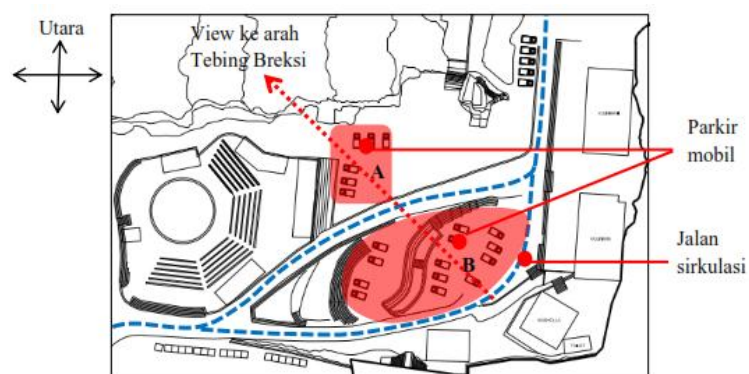 Utara
View ke arah
Tebing Breksi
Parkir
mobil
A
B
Jalan
sirkulasi